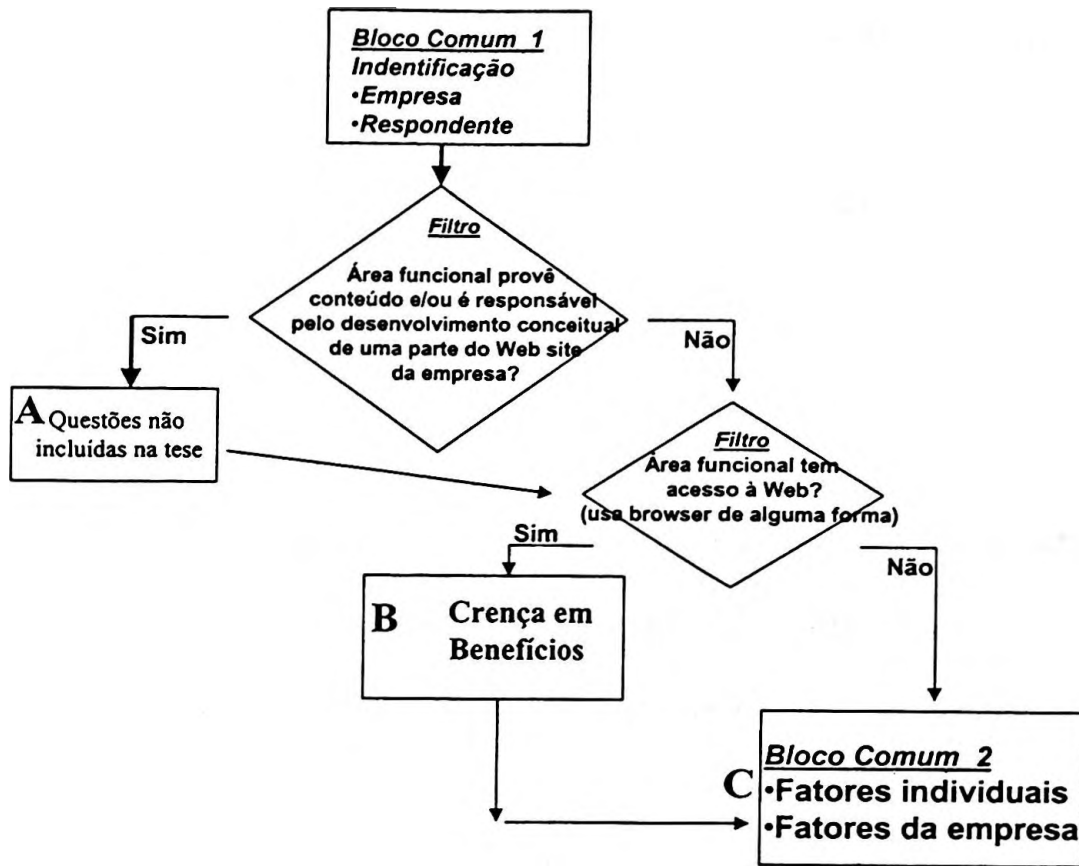 Bloco Comum 1
Indentificação
•Empresa
•Respondente
Filtro
Área funcional provê
conteúdo e/ou é responsável
pelo desenvolvimento conceitual
de uma parte do Web site
da empresa?
Sim
Não
A Questões não
incluídas na tese
Filtro
Área funcional tem
acesso à Web?
(usa browser de alguma forma)
Sim
Não
B Crença em
Benefícios
Bloco Comum 2
C •Fatores individuais
•Fatores da empresa